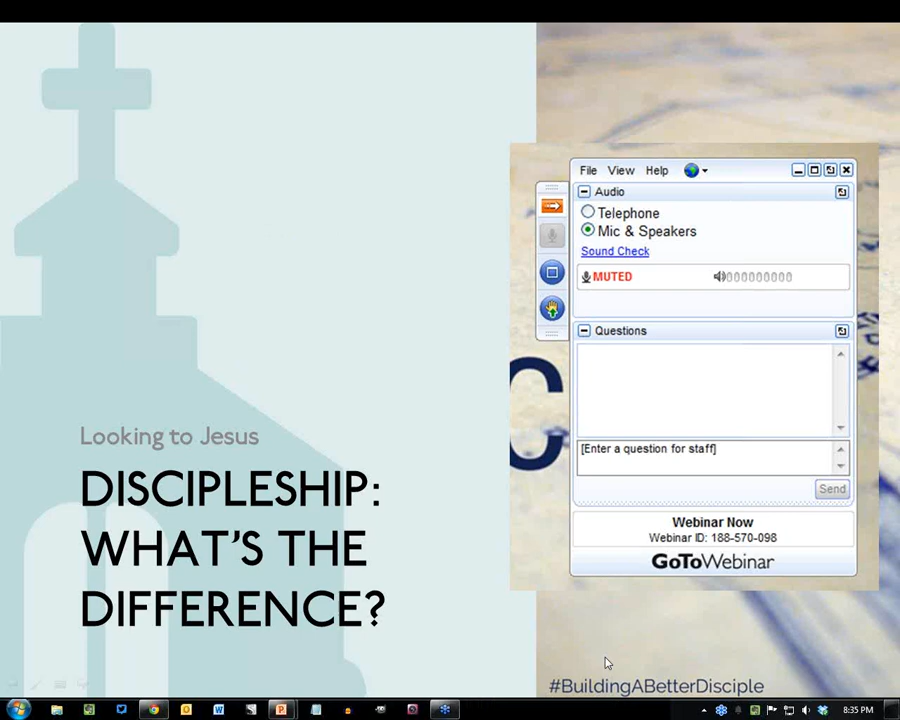 Looking to Jesus
DISCIPLESHIP:
WHAT'S THE
DIFFERENCE?
File View Help
Audio
Telephone
Mic & Speakers
Sound Check
MUTED
000000000
Questions
[Enter a question for staff]
Send
Webinar Now
Webinar ID: 188-570-098
GoToWebinar
C
C
#BuildingABetterDisciple
8:35 PM